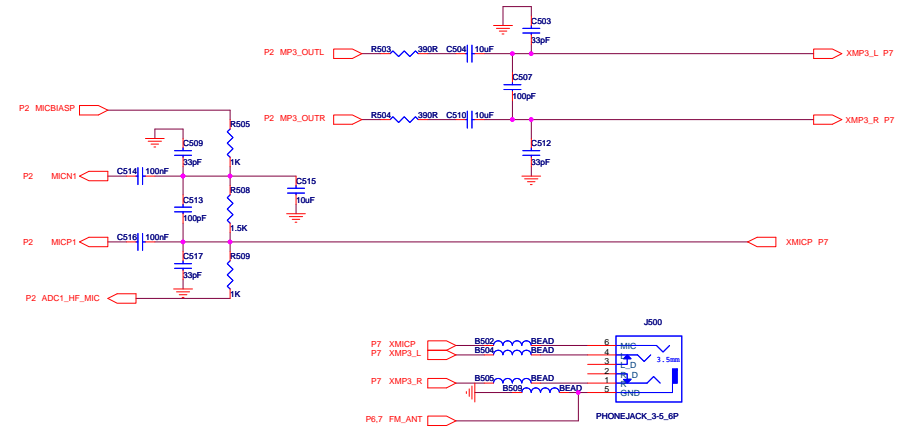 C503
33pF
P2 MP3_OUTL
R503 390R C504 10uF
XMP3_L P7
C507
100pF
P2 MICBIASP
P2 MP3_OUTR
R504 390R C510 10uF
XMP3_R P7
R505
1K
C509
33pF
C512
33pF
P2 MICN1
C514 100nF
C515
10uF
R508
1.5K
C513
100pF
P2 MICP1
C516 100nF
XMICP P7
C517
33pF
R509
1K
P2 ADC1_HF_MIC
J500
P7 XMICP
B502 BEAD
6 MIC
P7 XMP3_L
B504 BEAD
4
3 L_D
3.5mm
2 R_D
P7 XMP3_R
B505 BEAD
1
B509 BEAD
5 GND
P6,7 FM_ANT
PHONEJACK_3-5_6P